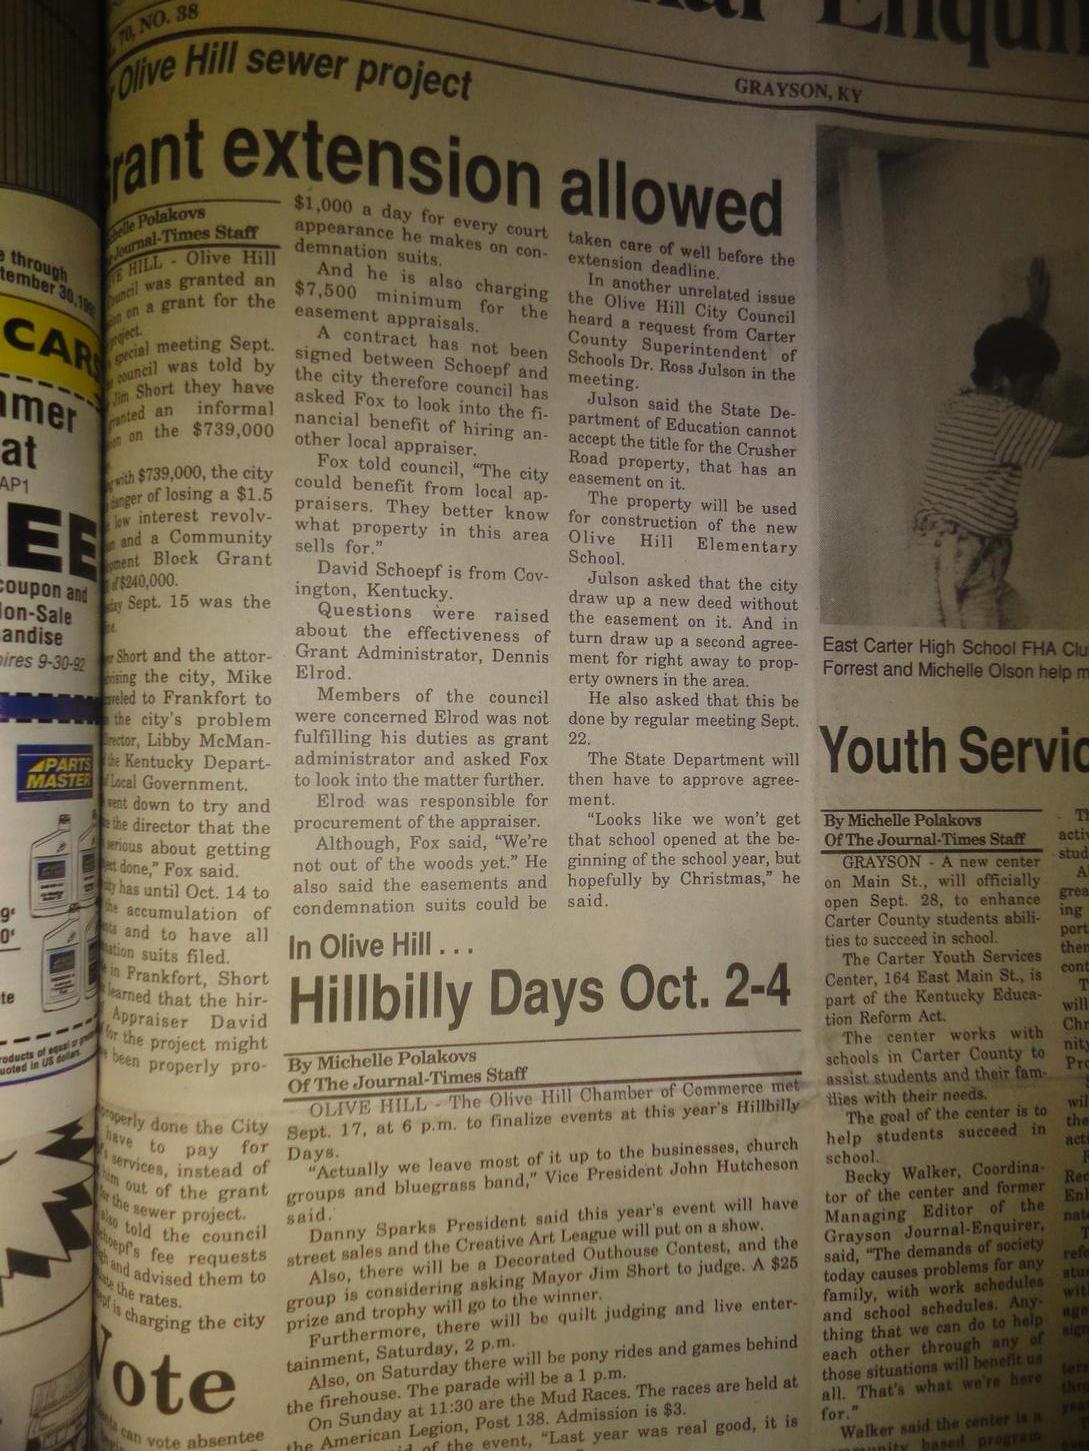 70, NO. 38
Enqui
GRAYSON, KY
Olive Hill sewer project
rant extension allowed
helle Polakovs
Journal-Times Staff
HILL - Olive Hill
ouncil was granted an
on a grant for the
project.
special meeting Sept.
council was told by
Jim Short they have
granted an informal
on on the $739,000
with $739,000, the city
danger of losing a $1.5
low interest revolv-
and a Community
opment Block Grant
of $240,000.
day Sept. 15 was the
Short and the attor-
ising the city, Mike
aveled to Frankfort to
the city's problem
irector, Libby McMan-
the Kentucky Depart-
Local Government.
went down to try and
the director that the
serious about getting
ect done," Fox said.
ty has until Oct. 14 to
the accumulation of
and to have all
nation suits filed.
in Frankfort, Short
learned that the hir-
Appraiser David
for the project might
been properly pro-
properly done the City
have to pay for
services, instead of
him out of the grant
for the sewer project.
also told the council
hoepf's fee requests
and advised them to
the rates.
is charging the city
$1,000 a day for every court
appearance he makes on con-
demnation suits.
And he is also charging
$7,500 minimum for the
easement appraisals.
A contract has not been
signed between Schoepf and
the city therefore council has
asked Fox to look into the fi-
nancial benefit of hiring an-
other local appraiser.
Fox told council, "The city
could benefit from local ap-
praisers. They better know
what property in this area
sells for."
David Schoepf is from Cov-
ington, Kentucky.
Questions were raised
about the effectiveness of
Grant Administrator, Dennis
Elrod.
Members of the council
were concerned Elrod was not
fulfilling his duties as grant
administrator and asked Fox
to look into the matter further.
Elrod was responsible for
procurement of the appraiser.
Although, Fox said, "We're
not out of the woods yet." He
also said the easements and
condemnation suits could be
taken care of well before the
extension deadline.
In another unrelated issue
the Olive Hill City Council
heard a request from Carter
County Superintendent of
Schools Dr. Ross Julson in the
meeting.
Julson said the State De-
partment of Education cannot
accept the title for the Crusher
Road property, that has an
easement on it.
The property will be used
for construction of the new
Olive Hill Elementary
School.
Julson asked that the city
draw up a new deed without
the easement on it. And in
turn draw up a second agree-
ment for right away to prop-
erty owners in the area.
He also asked that this be
done by regular meeting Sept.
22.
The State Department will
then have to approve agree-
ment.
"Looks like we won't get
that school opened at the be-
ginning of the school year, but
hopefully by Christmas," he
said.
In Olive Hill . . .
Hillbilly Days Oct. 2-4
By Michelle Polakovs
Of The Journal-Times Staff
OLIVE HILL - The Olive Hill Chamber of Commerce met
Sept. 17, at 6 p.m. to finalize events at this year's Hillbilly
Days.
"Actually we leave most of it up to the businesses, church
groups and bluegrass band," Vice President John Hutcheson
said.
Danny Sparks President said this year's event will have
street sales and the Creative Art League will put on a show.
Also, there will be a Decorated Outhouse Contest, and the
group is considering asking Mayor Jim Short to judge. A $25
prize and trophy will go to the winner.
Furthermore, there will be quilt judging and live enter-
tainment, Saturday, 2 p.m.
Also, on Saturday there will be pony rides and games behind
the firehouse. The parade will be a 1 p.m.
On Sunday at 11:30 are the Mud Races. The races are held at
the American Legion, Post 138. Admission is $3.
of the event, "Last year was real good, it is
ote
can vote absentee
East Carter High School FHA Clu
Forrest and Michelle Olson help m
Youth Servic
By Michelle Polakovs
Of The Journal-Times Staff
GRAYSON - A new center
on Main St., will officially
open Sept. 28, to enhance
Carter County students abili-
ties to succeed in school.
The Carter Youth Services
Center, 164 East Main St., is
part of the Kentucky Educa-
tion Reform Act.
The center works with
schools in Carter County to
assist students and their fam-
ilies with their needs.
The goal of the center is to
help students succeed in
school.
Becky Walker, Coordina-
tor of the center and former
Managing Editor of the
Grayson Journal-Enquirer,
said, "The demands of society
today causes problems for any
family, with work schedules
and school schedules. Any-
thing that we can do to help
each other through any of
those situations will benefit us
all. That's what we're here
for."
Walker said the center is a
based program
through
tember 30, 199
CARS
mer
at
AP1
EE
coupon and
Non-Sale
andise
ires 9-30-92
PARTS
MASTER